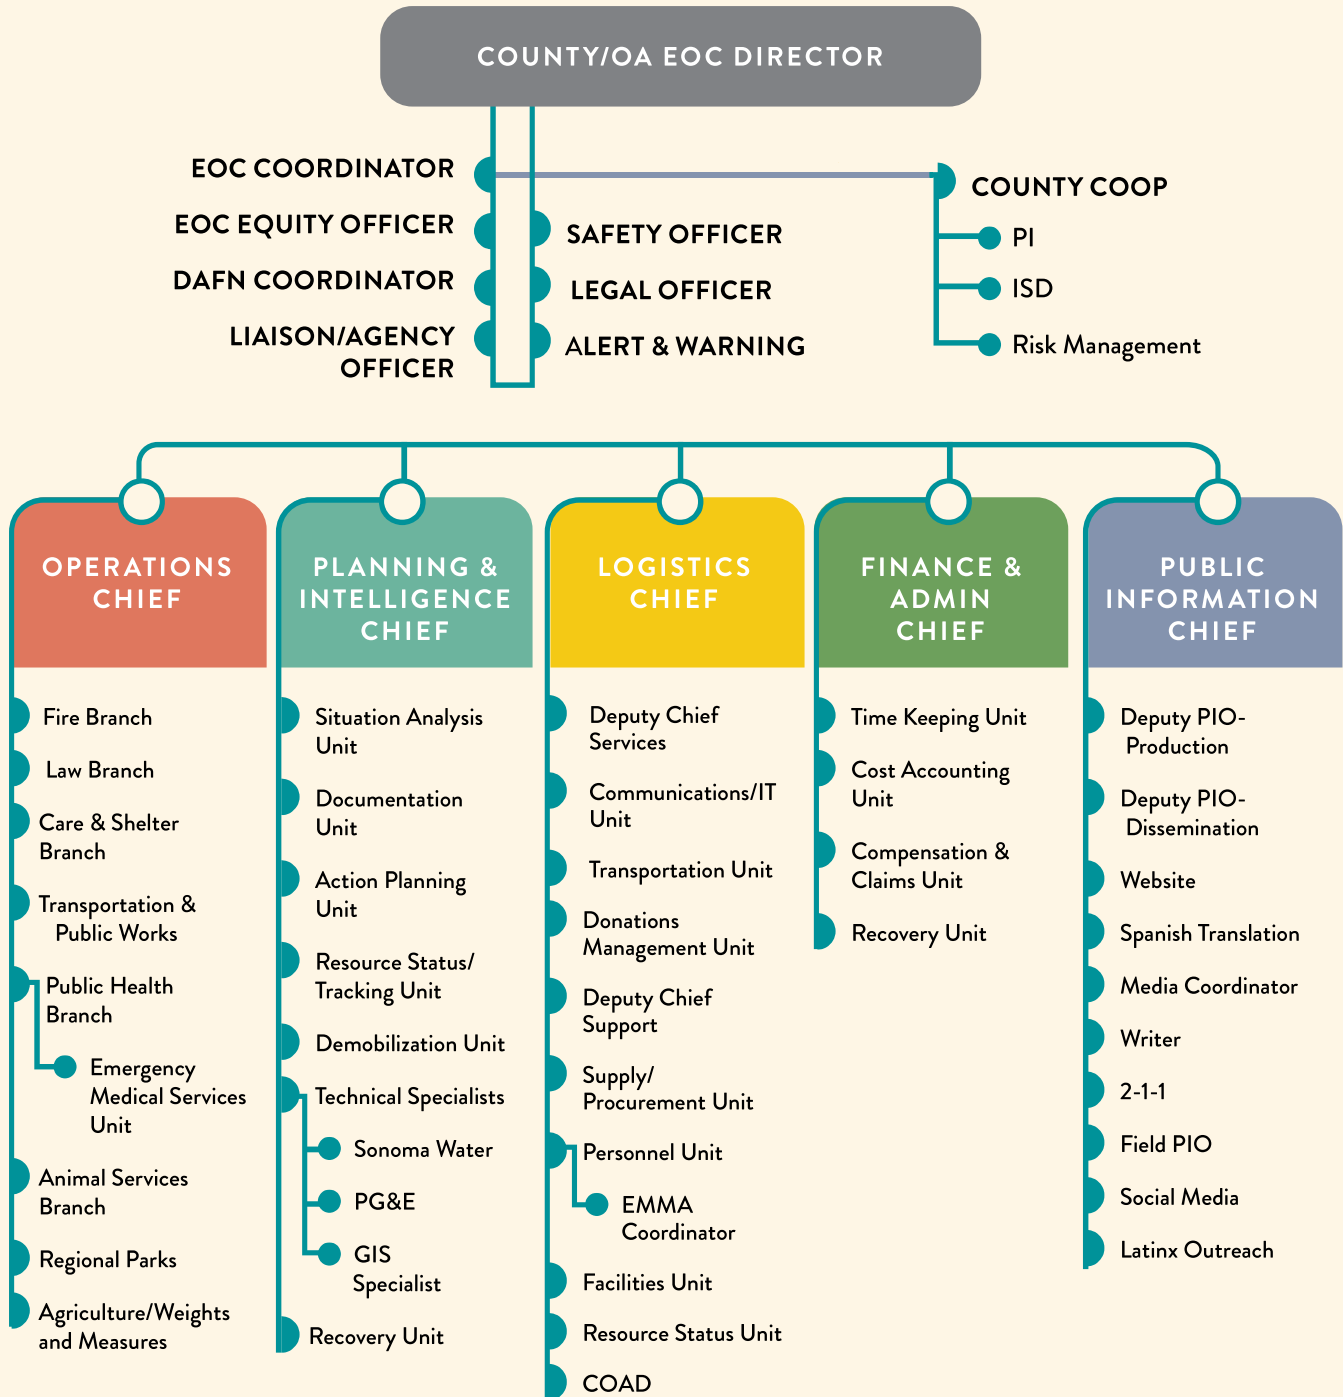 COUNTY/OA EOC DIRECTOR
EOC COORDINATOR
EOC EQUITY OFFICER
DAFN COORDINATOR
LIAISON/AGENCY
OFFICER
SAFETY OFFICER
LEGAL OFFICER
ALERT & WARNING
COUNTY COOP
PI
ISD
Risk Management
OPERATIONS
CHIEF
Fire Branch
Law Branch
Care & Shelter
Branch
Transportation &
Public Works
Public Health
Branch
Emergency
Medical Services
Unit
Animal Services
Branch
Regional Parks
Agriculture/Weights
and Measures
PLANNING &
INTELLIGENCE
CHIEF
Situation Analysis
Unit
Documentation
Unit
Action Planning
Unit
Resource Status/
Tracking Unit
Demobilization Unit
Technical Specialists
Sonoma Water
PG&E
GIS
Specialist
Recovery Unit
LOGISTICS
CHIEF
Deputy Chief
Services
Communications/IT
Unit
Transportation Unit
Donations
Management Unit
Deputy Chief
Support
Supply/
Procurement Unit
Personnel Unit
EMMA
Coordinator
Facilities Unit
Resource Status Unit
COAD
FINANCE &
ADMIN
CHIEF
Time Keeping Unit
Cost Accounting
Unit
Compensation &
Claims Unit
Recovery Unit
PUBLIC
INFORMATION
CHIEF
Deputy PIO-
Production
Deputy PIO-
Dissemination
Website
Spanish Translation
Media Coordinator
Writer
2-1-1
Field PIO
Social Media
Latinx Outreach